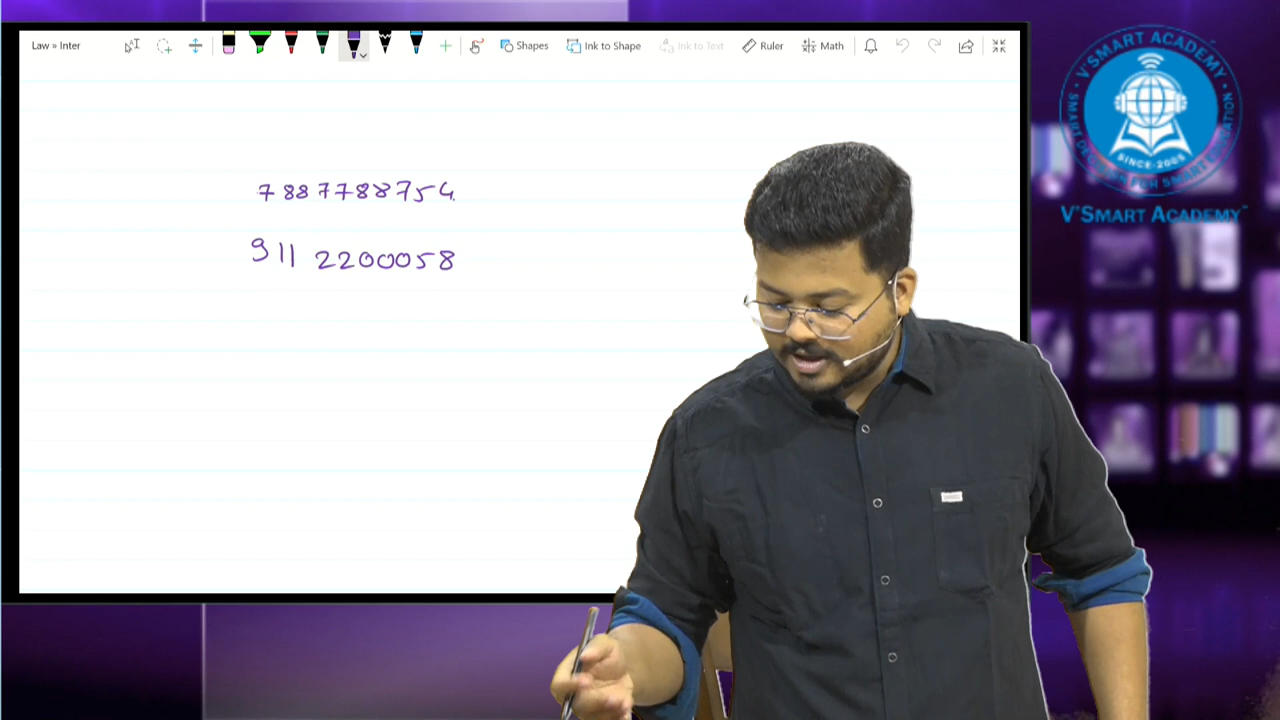 Law » Inter
Shapes
Ink to Shape
Ink to Text
Ruler
Math
7887788754
911 2200058
V'SMART ACADEMY
SINCE-2005
V'SMART ACADEMY